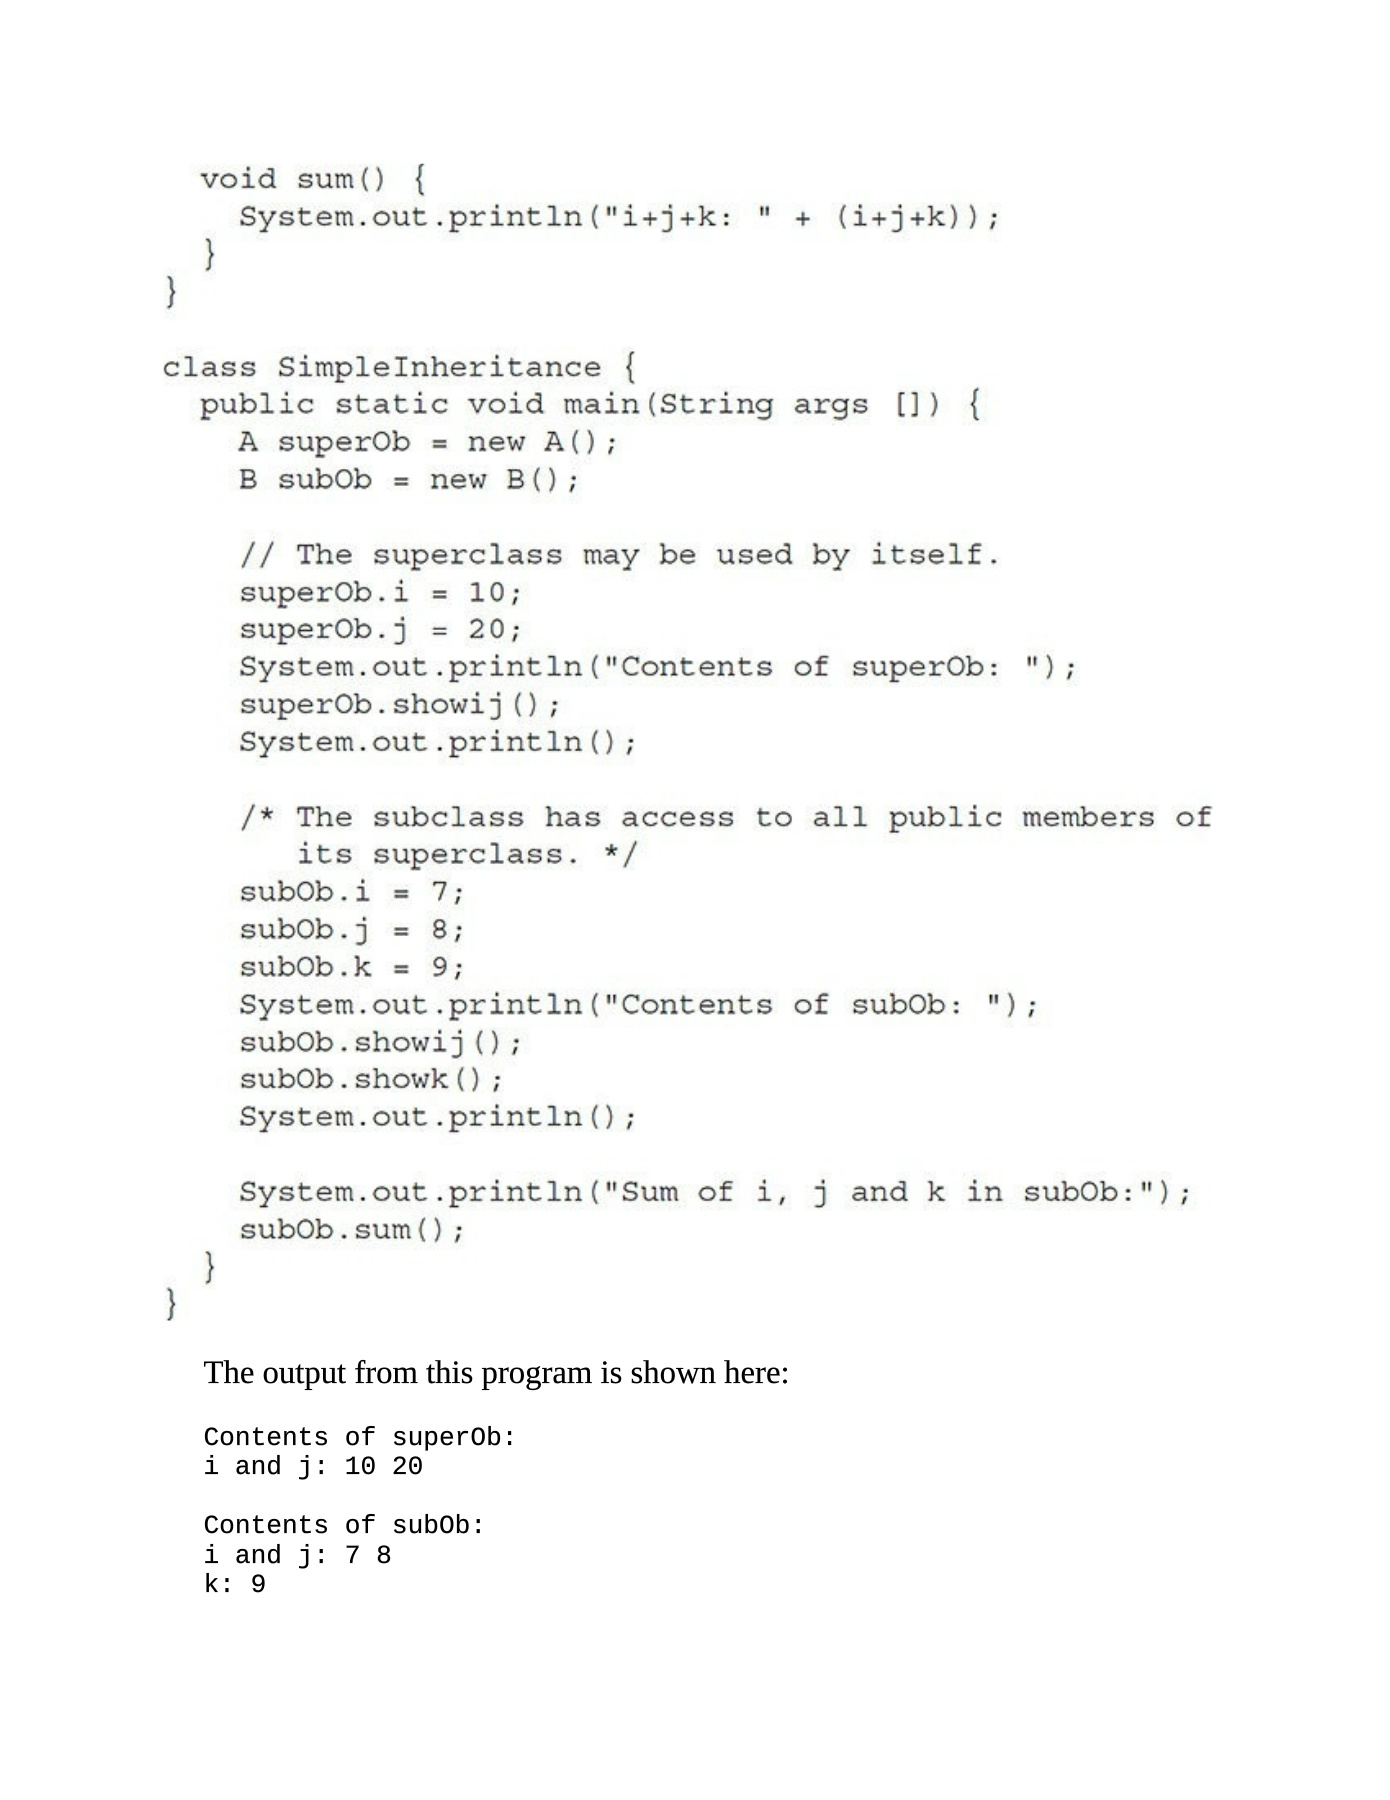 void sum() {
System.out.println("i+j+k: " + (i+j+k));
}
}
class SimpleInheritance {
public static void main(String args []) {
A superOb = new A();
B subOb = new B();
// The superclass may be used by itself.
superOb.i = 10;
superOb.j = 20;
System.out.println("Contents of superOb: ");
superOb.showij();
System.out.println();
/* The subclass has access to all public members of
its superclass. */
subOb.i = 7;
subOb.j = 8;
subOb.k = 9;
System.out.println("Contents of subOb: ");
subOb.showij();
subOb.showk();
System.out.println();
System.out.println("Sum of i, j and k in subOb:");
subOb.sum();
}
}
The output from this program is shown here:
Contents of superOb:
i and j: 10 20
Contents of subOb:
i and j: 7 8
k: 9